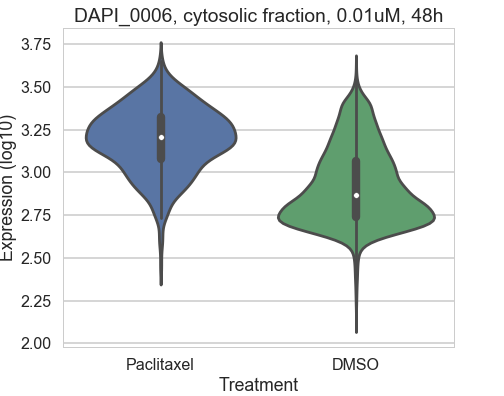 DAPI_0006, cytosolic fraction, 0.01uM, 48h
3.75
3.50
3.25
3.00
2.75
2.50
2.25
2.00
Expression (log10)
Paclitaxel DMSO
Treatment